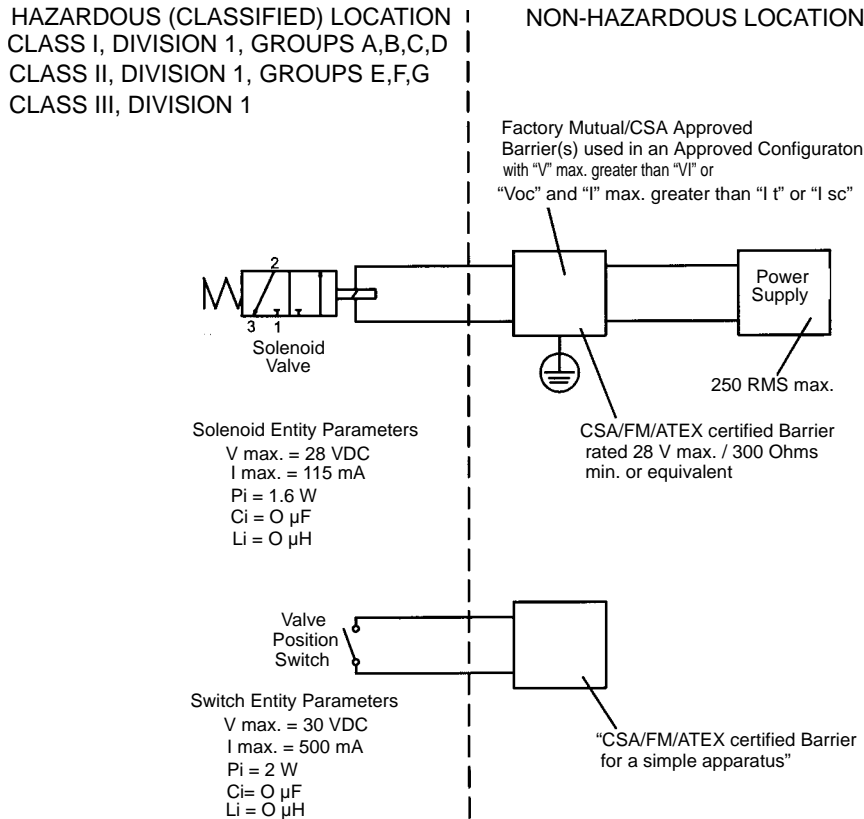 HAZARDOUS (CLASSIFIED) LOCATION
CLASS I, DIVISION 1, GROUPS A,B,C,D
CLASS II, DIVISION 1, GROUPS E,F,G
CLASS III, DIVISION 1
NON-HAZARDOUS LOCATION
Factory Mutual/CSA Approved
Barrier(s) used in an Approved Configuraton
with “V” max. greater than “VI” or
“Voc” and “I” max. greater than “I t” or “I sc”
2
3 1
Solenoid
Valve
Power
Supply
250 RMS max.
CSA/FM/ATEX certified Barrier
rated 28 V max. / 300 Ohms
min. or equivalent
Solenoid Entity Parameters
V max. = 28 VDC
I max. = 115 mA
Pi = 1.6 W
Ci = O µF
Li = O µH
Valve
Position
Switch
Switch Entity Parameters
V max. = 30 VDC
I max. = 500 mA
Pi = 2 W
Ci= O µF
Li = O µH
“CSA/FM/ATEX certified Barrier
for a simple apparatus”